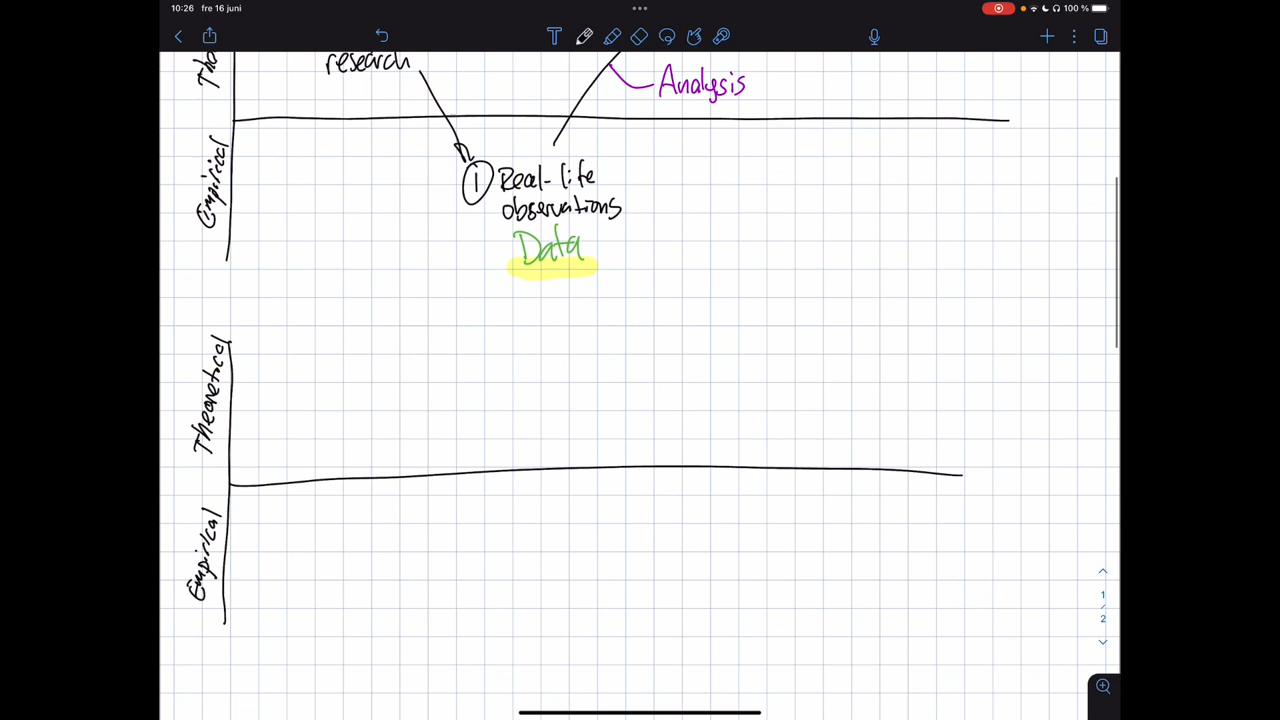 10:26 fre 16 juni
100 %
research
Analysis
Empirical
① Real-life
observations
Data
Theoretical
Empirical
1
/
2